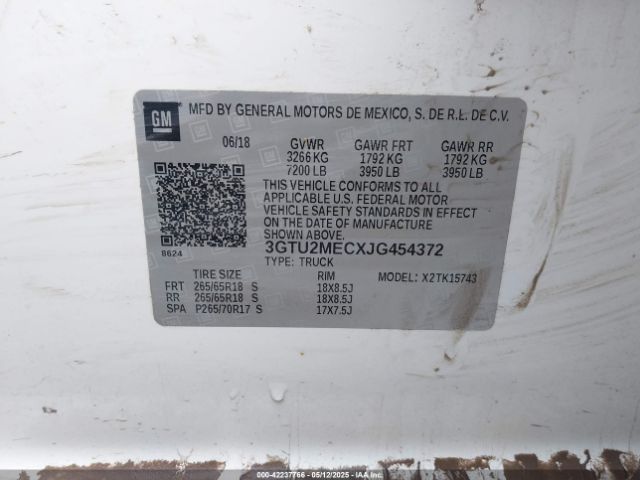 GM
MFD BY GENERAL MOTORS DE MEXICO, S. DE R.L. DE C.V.
06/18 GVWR GAWR FRT GAWR RR
3266 KG 1792 KG 1792 KG
7200 LB 3950 LB 3950 LB
THIS VEHICLE CONFORMS TO ALL
APPLICABLE U.S. FEDERAL MOTOR
VEHICLE SAFETY STANDARDS IN EFFECT
ON THE DATE OF MANUFACTURE
SHOWN ABOVE.
3GTU2MECXJG454372
8624
TYPE: TRUCK
TIRE SIZE RIM MODEL: X2TK15743
FRT 265/65R18 S 18X8.5J
RR 265/65R18 S 18X8.5J
SPA P265/70R17 S 17X7.5J
000-42237766 - 05/12/2025 - IAA Inc.